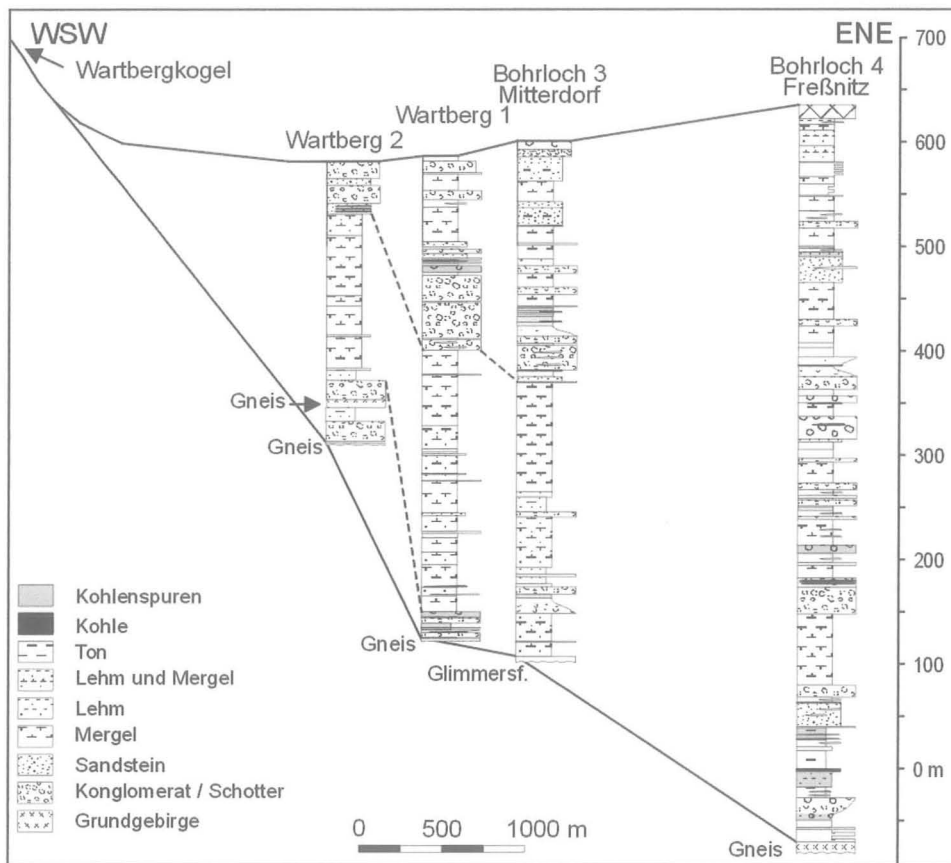 WSW
ENE
Wartbergkogel
Wartberg 2
Wartberg 1
Bohrloch 3
Mitterdorf
Bohrloch 4
Freßnitz
700
600
500
400
300
200
100
0 m
Gneis
Gneis
Gneis
Glimmersf.
Gneis
Kohlenspuren
Kohle
Ton
Lehm und Mergel
Lehm
Mergel
Sandstein
Konglomerat / Schotter
Grundgebirge
0 500 1000 m